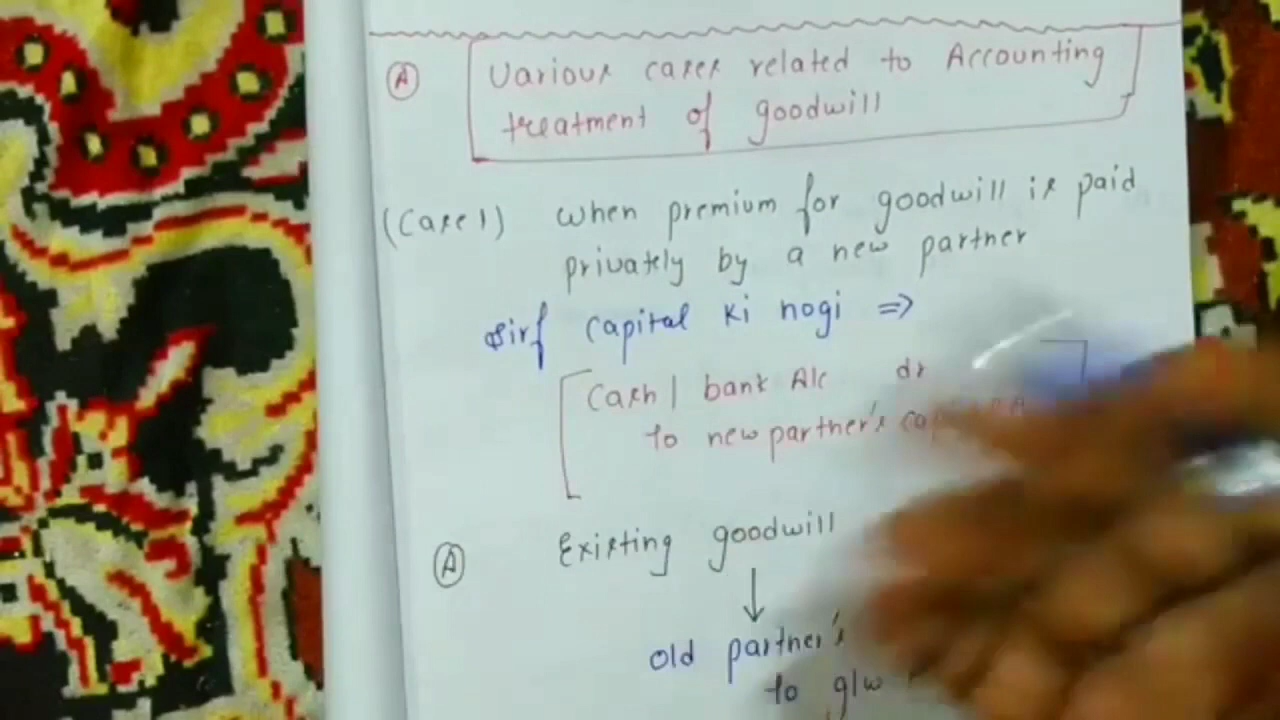 A Various cases related to Accounting
treatment of goodwill
(Case 1) When premium for goodwill is paid
privately by a new partner
Sirf capital ki hogi ⇒
Cash / bank A/c dr
to new partner's
A Existing goodwill
↓
old partner's
to g/w